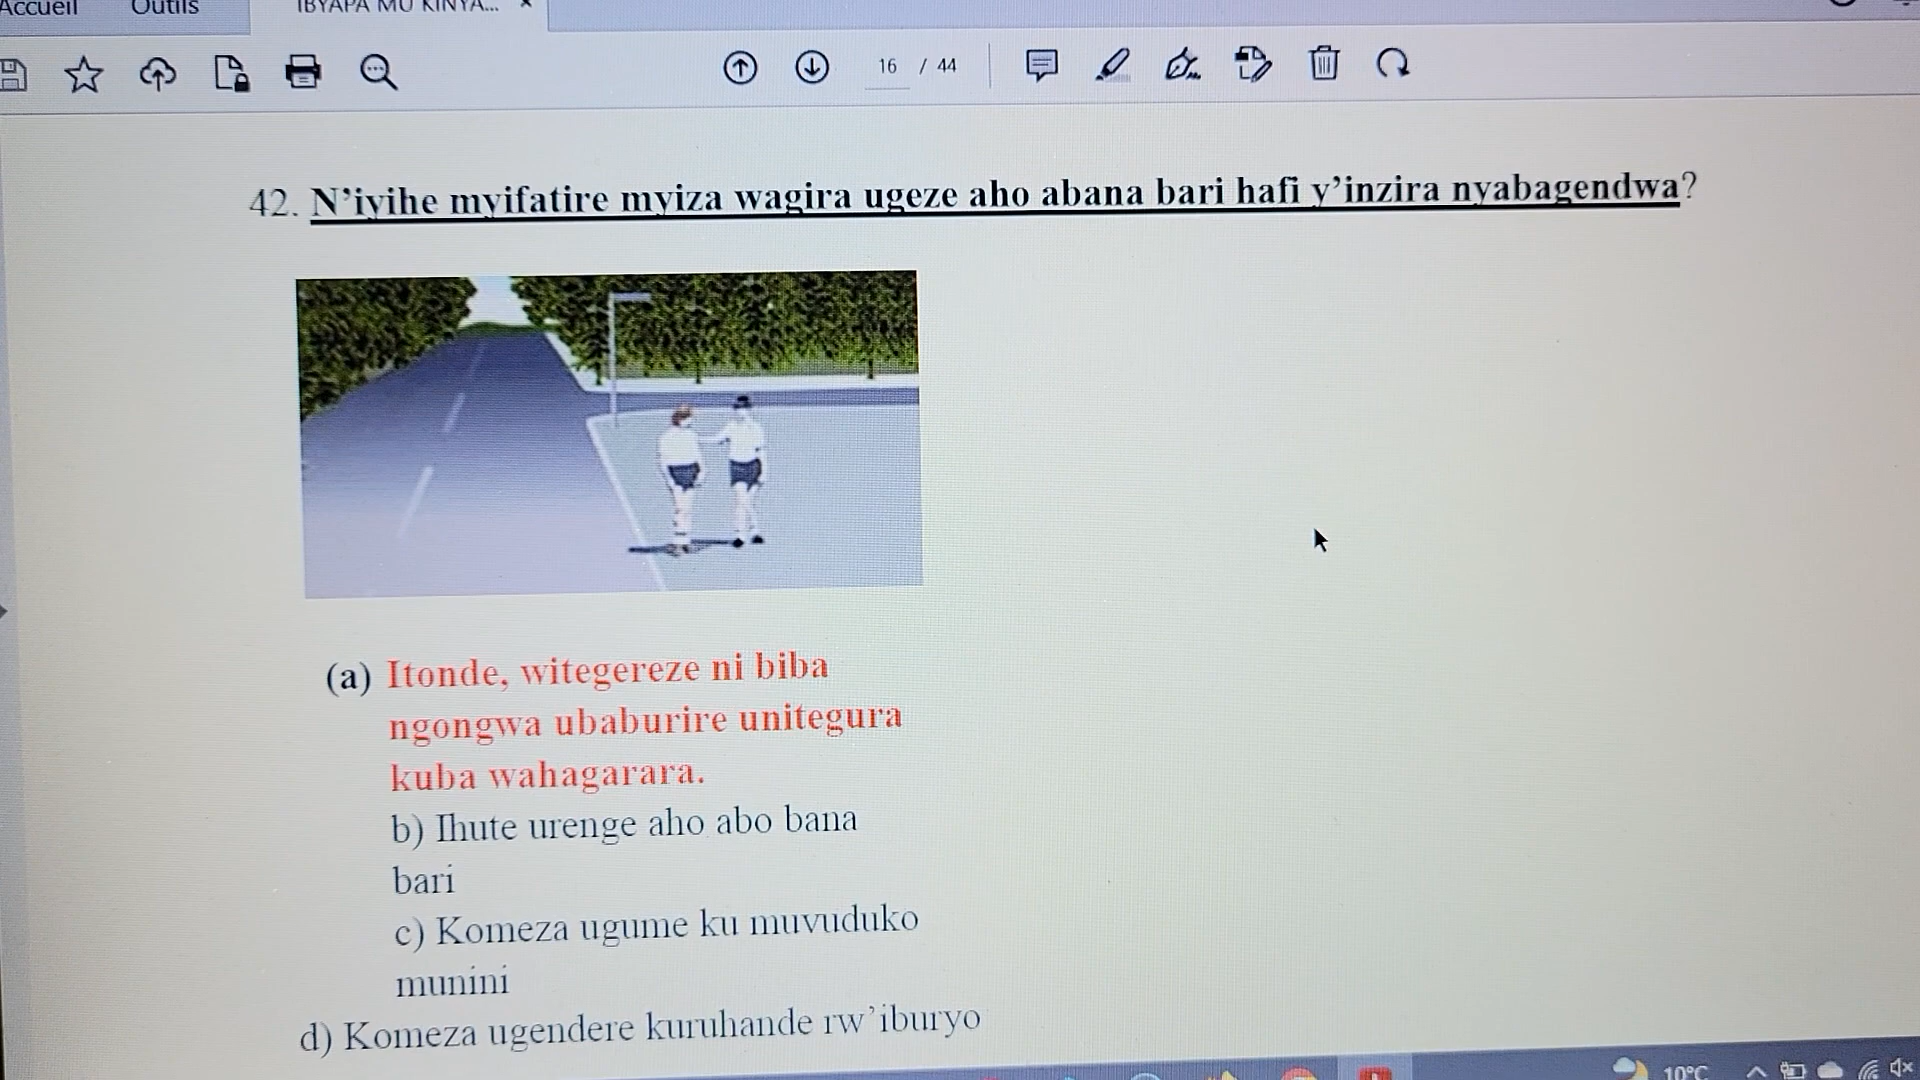 Accueil
Outils
IBYAPA MU KINYA...
16 / 44
42. N'iyihe myifatire myiza wagira ugeze aho abana bari hafi y'inzira nyabagendwa?
(a) Itonde, witegereze ni biba
ngongwa ubaburire unitegura
kuba wahagarara.
b) Ihute urenge aho abo bana
bari
c) Komeza ugume ku muvuduko
munini
d) Komeza ugendere kuruhande rw'iburyo
10°C